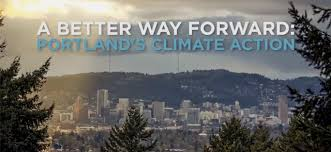 A BETTER WAY FORWARD:
PORTLAND'S CLIMATE ACTION